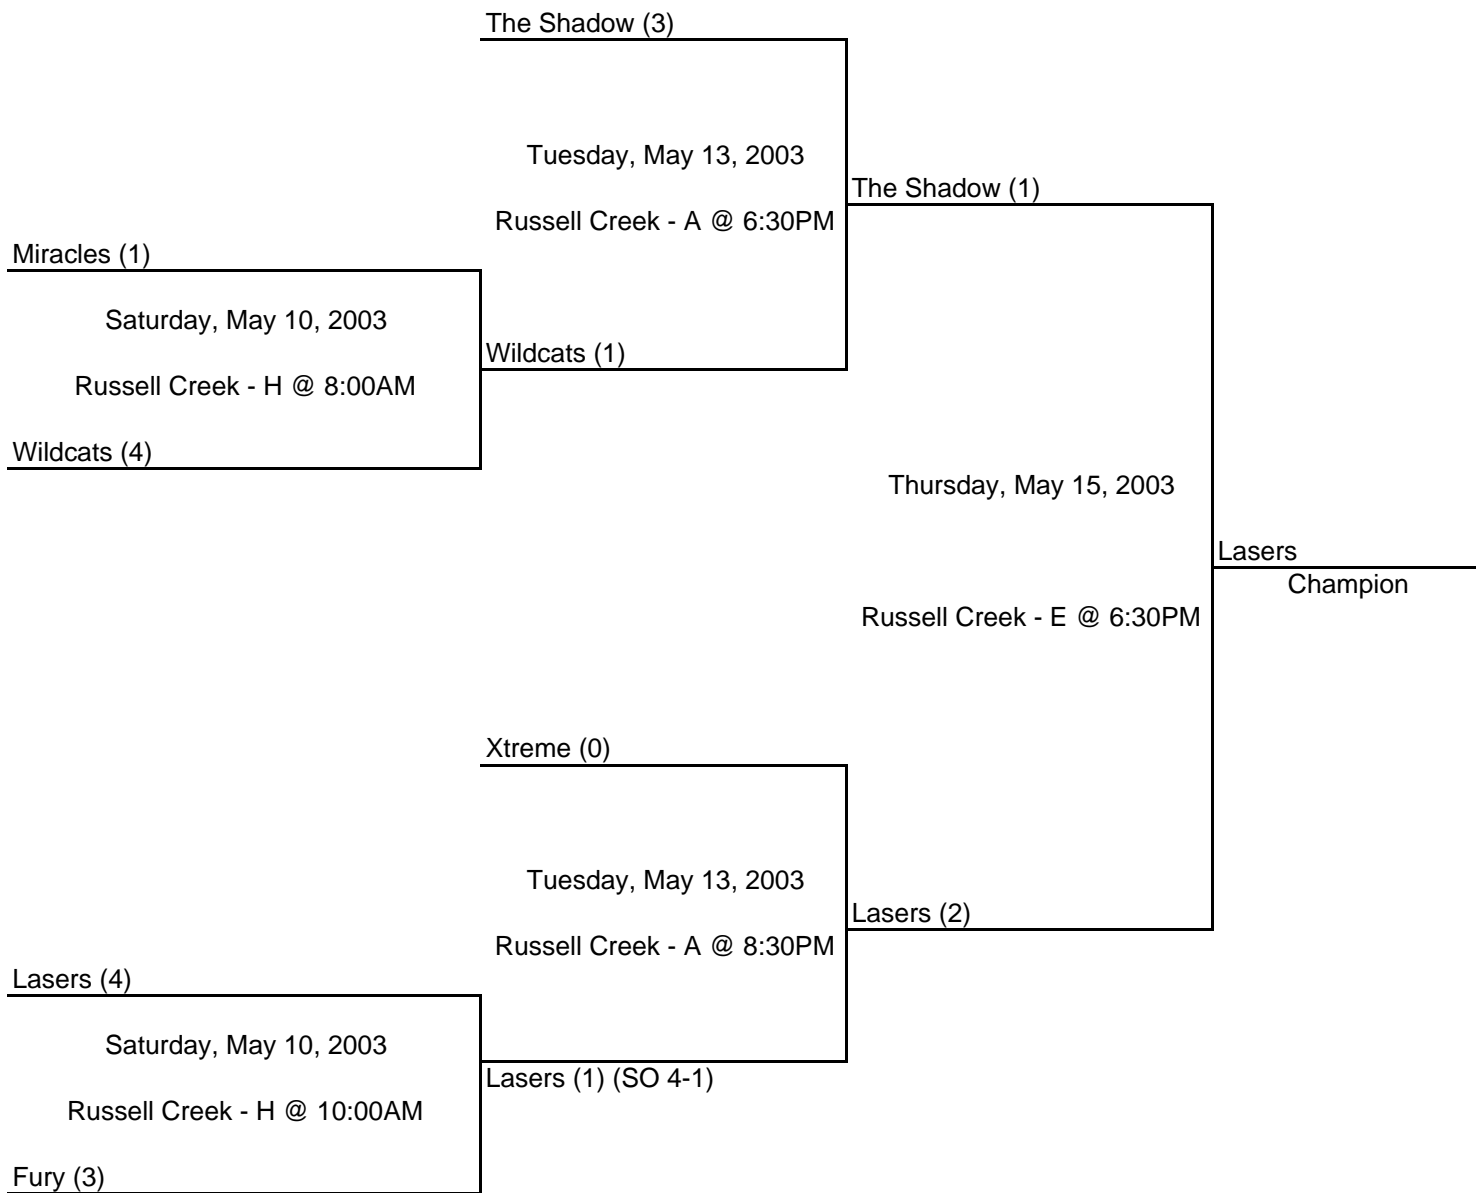 The Shadow (3)
Tuesday, May 13, 2003
The Shadow (1)
Russell Creek - A @ 6:30PM
Miracles (1)
Saturday, May 10, 2003
Wildcats (1)
Russell Creek - H @ 8:00AM
Wildcats (4)
Thursday, May 15, 2003
Lasers
Champion
Russell Creek - E @ 6:30PM
Xtreme (0)
Tuesday, May 13, 2003
Lasers (2)
Russell Creek - A @ 8:30PM
Lasers (4)
Saturday, May 10, 2003
Lasers (1) (SO 4-1)
Russell Creek - H @ 10:00AM
Fury (3)